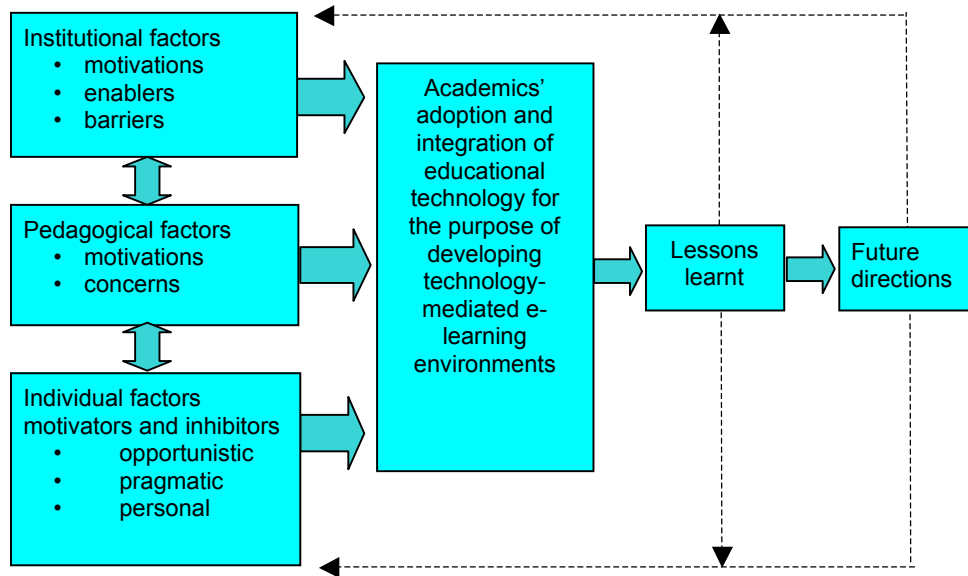 Institutional factors
• motivations
• enablers
• barriers
Pedagogical factors
• motivations
• concerns
Individual factors
motivators and inhibitors
• opportunistic
• pragmatic
• personal
Academics’
adoption and
integration of
educational
technology for
the purpose of
developing
technology-
mediated e-
learning
environments
Lessons
learnt
Future
directions